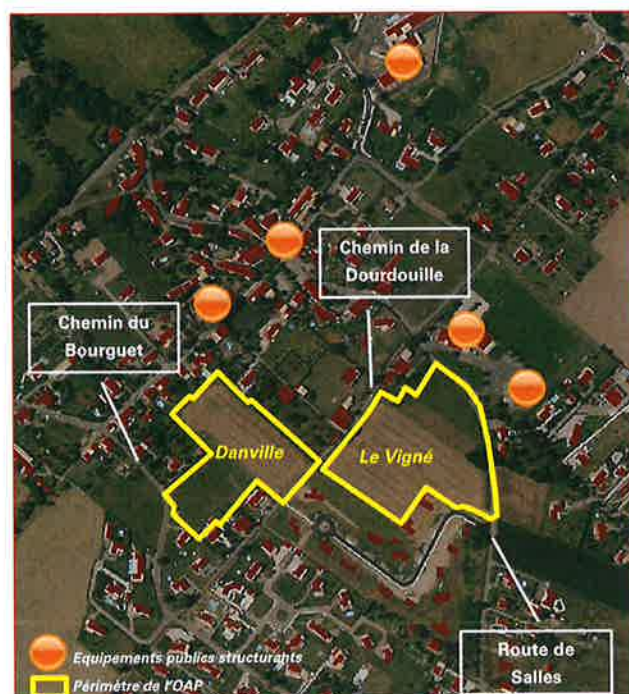 Chemin de la
Dourdouille
Chemin du
Bourguet
Danville
Le Vigné
Equipements publics structurants
Périmètre de l'OAP
Route de
Salles